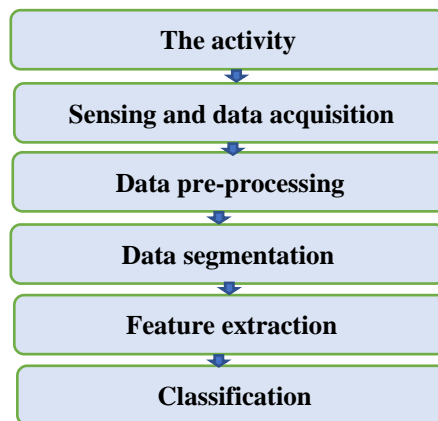 The activity
Sensing and data acquisition
Data pre-processing
Data segmentation
Feature extraction
Classification